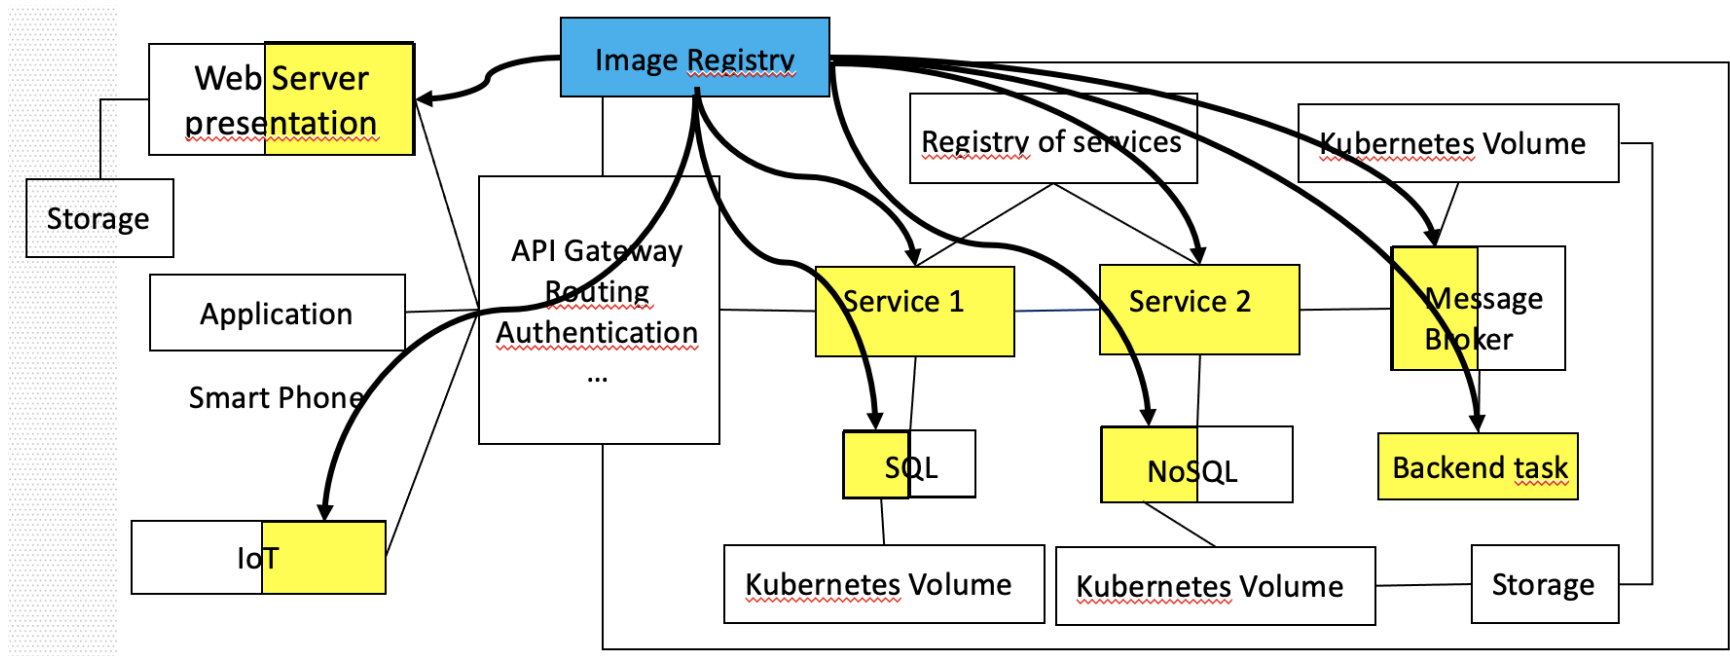 Image Registry
Web Server
presentation
Registry of services
Kubernetes Volume
Storage
API Gateway
Routing
Authentication
...
Application
Service 1
Service 2
Message
Broker
Smart Phone
SQL
NoSQL
Backend task
IoT
Kubernetes Volume
Kubernetes Volume
Storage